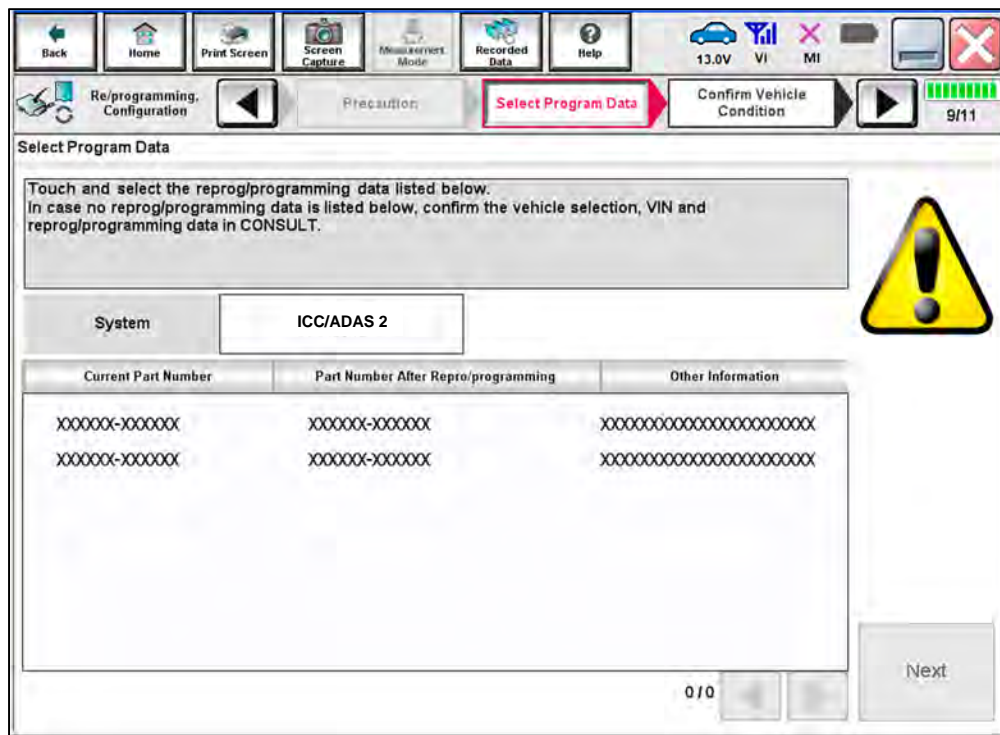 Back
Home
Print Screen
Screen
Capture
Measurement
Mode
Recorded
Data
Help
13.0V
VI
MI
Re/programming,
Configuration
Precaution
Select Program Data
Confirm Vehicle
Condition
9/11
Select Program Data
Touch and select the reprog/programming data listed below.
In case no reprog/programming data is listed below, confirm the vehicle selection, VIN and
reprog/programming data in CONSULT.
System
ICC/ADAS 2
Current Part Number
Part Number After Repro/programming
Other Information
XXXXXX-XXXXXX
XXXXXX-XXXXXX
XXXXXXXXXXXXXXXXXXXXXXX
XXXXXX-XXXXXX
XXXXXX-XXXXXX
XXXXXXXXXXXXXXXXXXXXXXX
0/0
Next